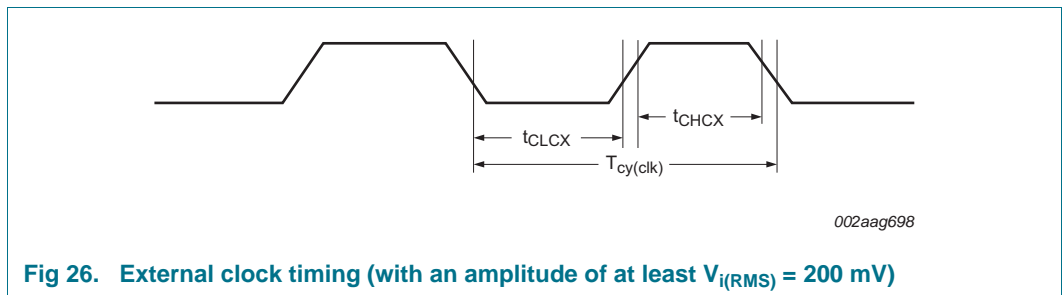 tCHCX
tCLCX
Tcy(clk)
002aag698
Fig 26. External clock timing (with an amplitude of at least Vi(RMS) = 200 mV)